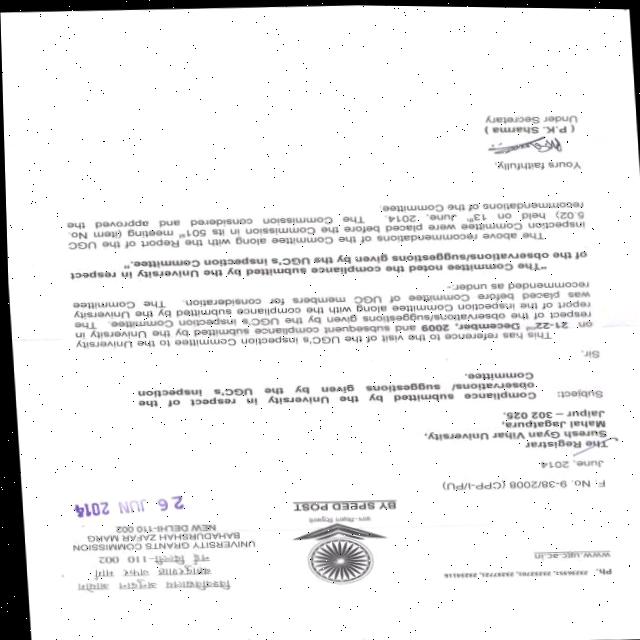 विश्वविद्यालय अनुदान आयोग
बहादुरशाह जफर मार्ग
नई दिल्ली-110 002
UNIVERSITY GRANTS COMMISSION
BAHADURSHAH ZAFAR MARG
NEW DELHI-110 002
www.ugc.ac.in
BY SPEED POST
26 JUN 2014
F. No. 9-38/2008 (CPP-I/PU)
June, 2014
The Registrar
Suresh Gyan Vihar University,
Mahal Jagatpura,
Jaipur – 302 025.
Subject: Compliance submitted by the University in respect of the
observations/ suggestions given by the UGC's inspection
Committee.
Sir,
This has reference to the visit of the UGC's inspection Committee to the University
on 21-22nd December, 2009 and subsequent compliance submitted by the University in
respect of the observations/suggestions given by the UGC's inspection Committee. The
report of the inspection Committee along with the compliance submitted by the University
was placed before Committee of UGC members for consideration. The Committee
recommended as under:-
"The Committee noted the compliance submitted by the University in respect
of the observations/suggestions given by the UGC's inspection Committee."
The above recommendations of the Committee along with the Report of the UGC
inspection Committee were placed before the Commission in its 501st meeting (item No.
5.02) held on 13th June, 2014. The Commission considered and approved the
recommendations of the Committee.
Yours faithfully,
( P.K. Sharma )
Under Secretary